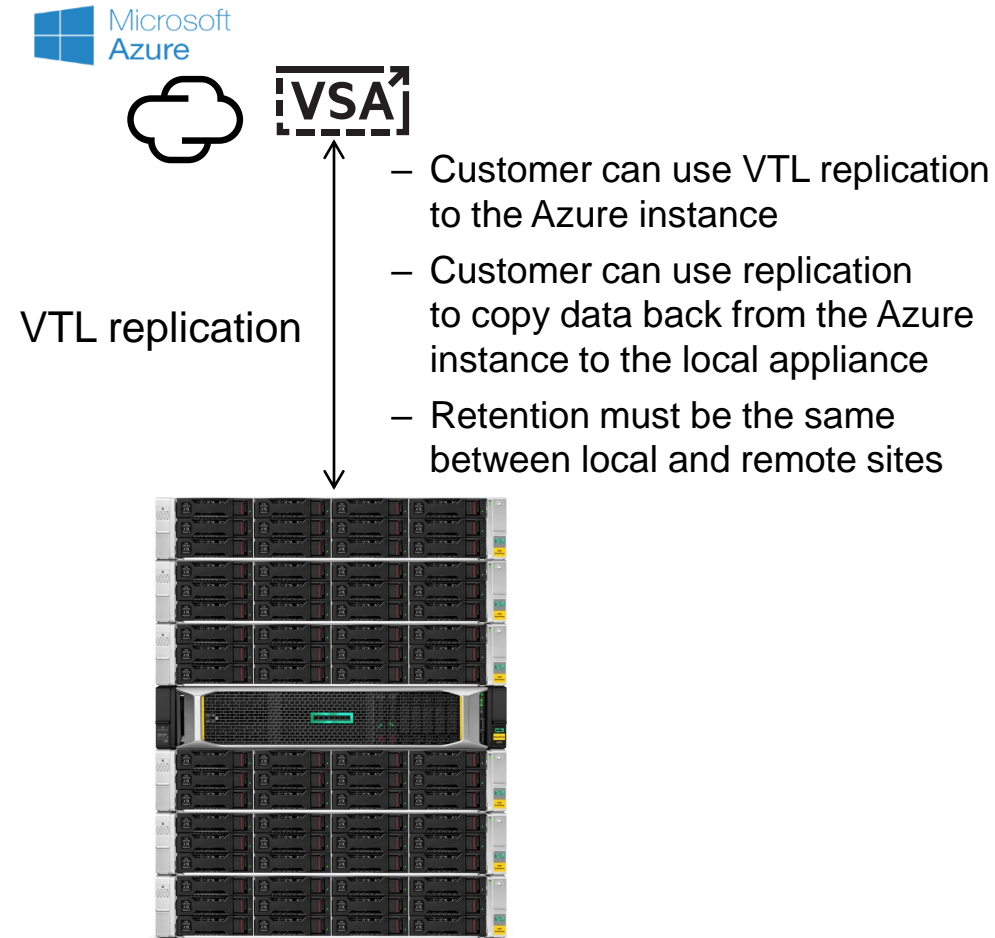 Microsoft
Azure
VSA
– Customer can use VTL replication
to the Azure instance
– Customer can use replication
to copy data back from the Azure
instance to the local appliance
– Retention must be the same
between local and remote sites
VTL replication